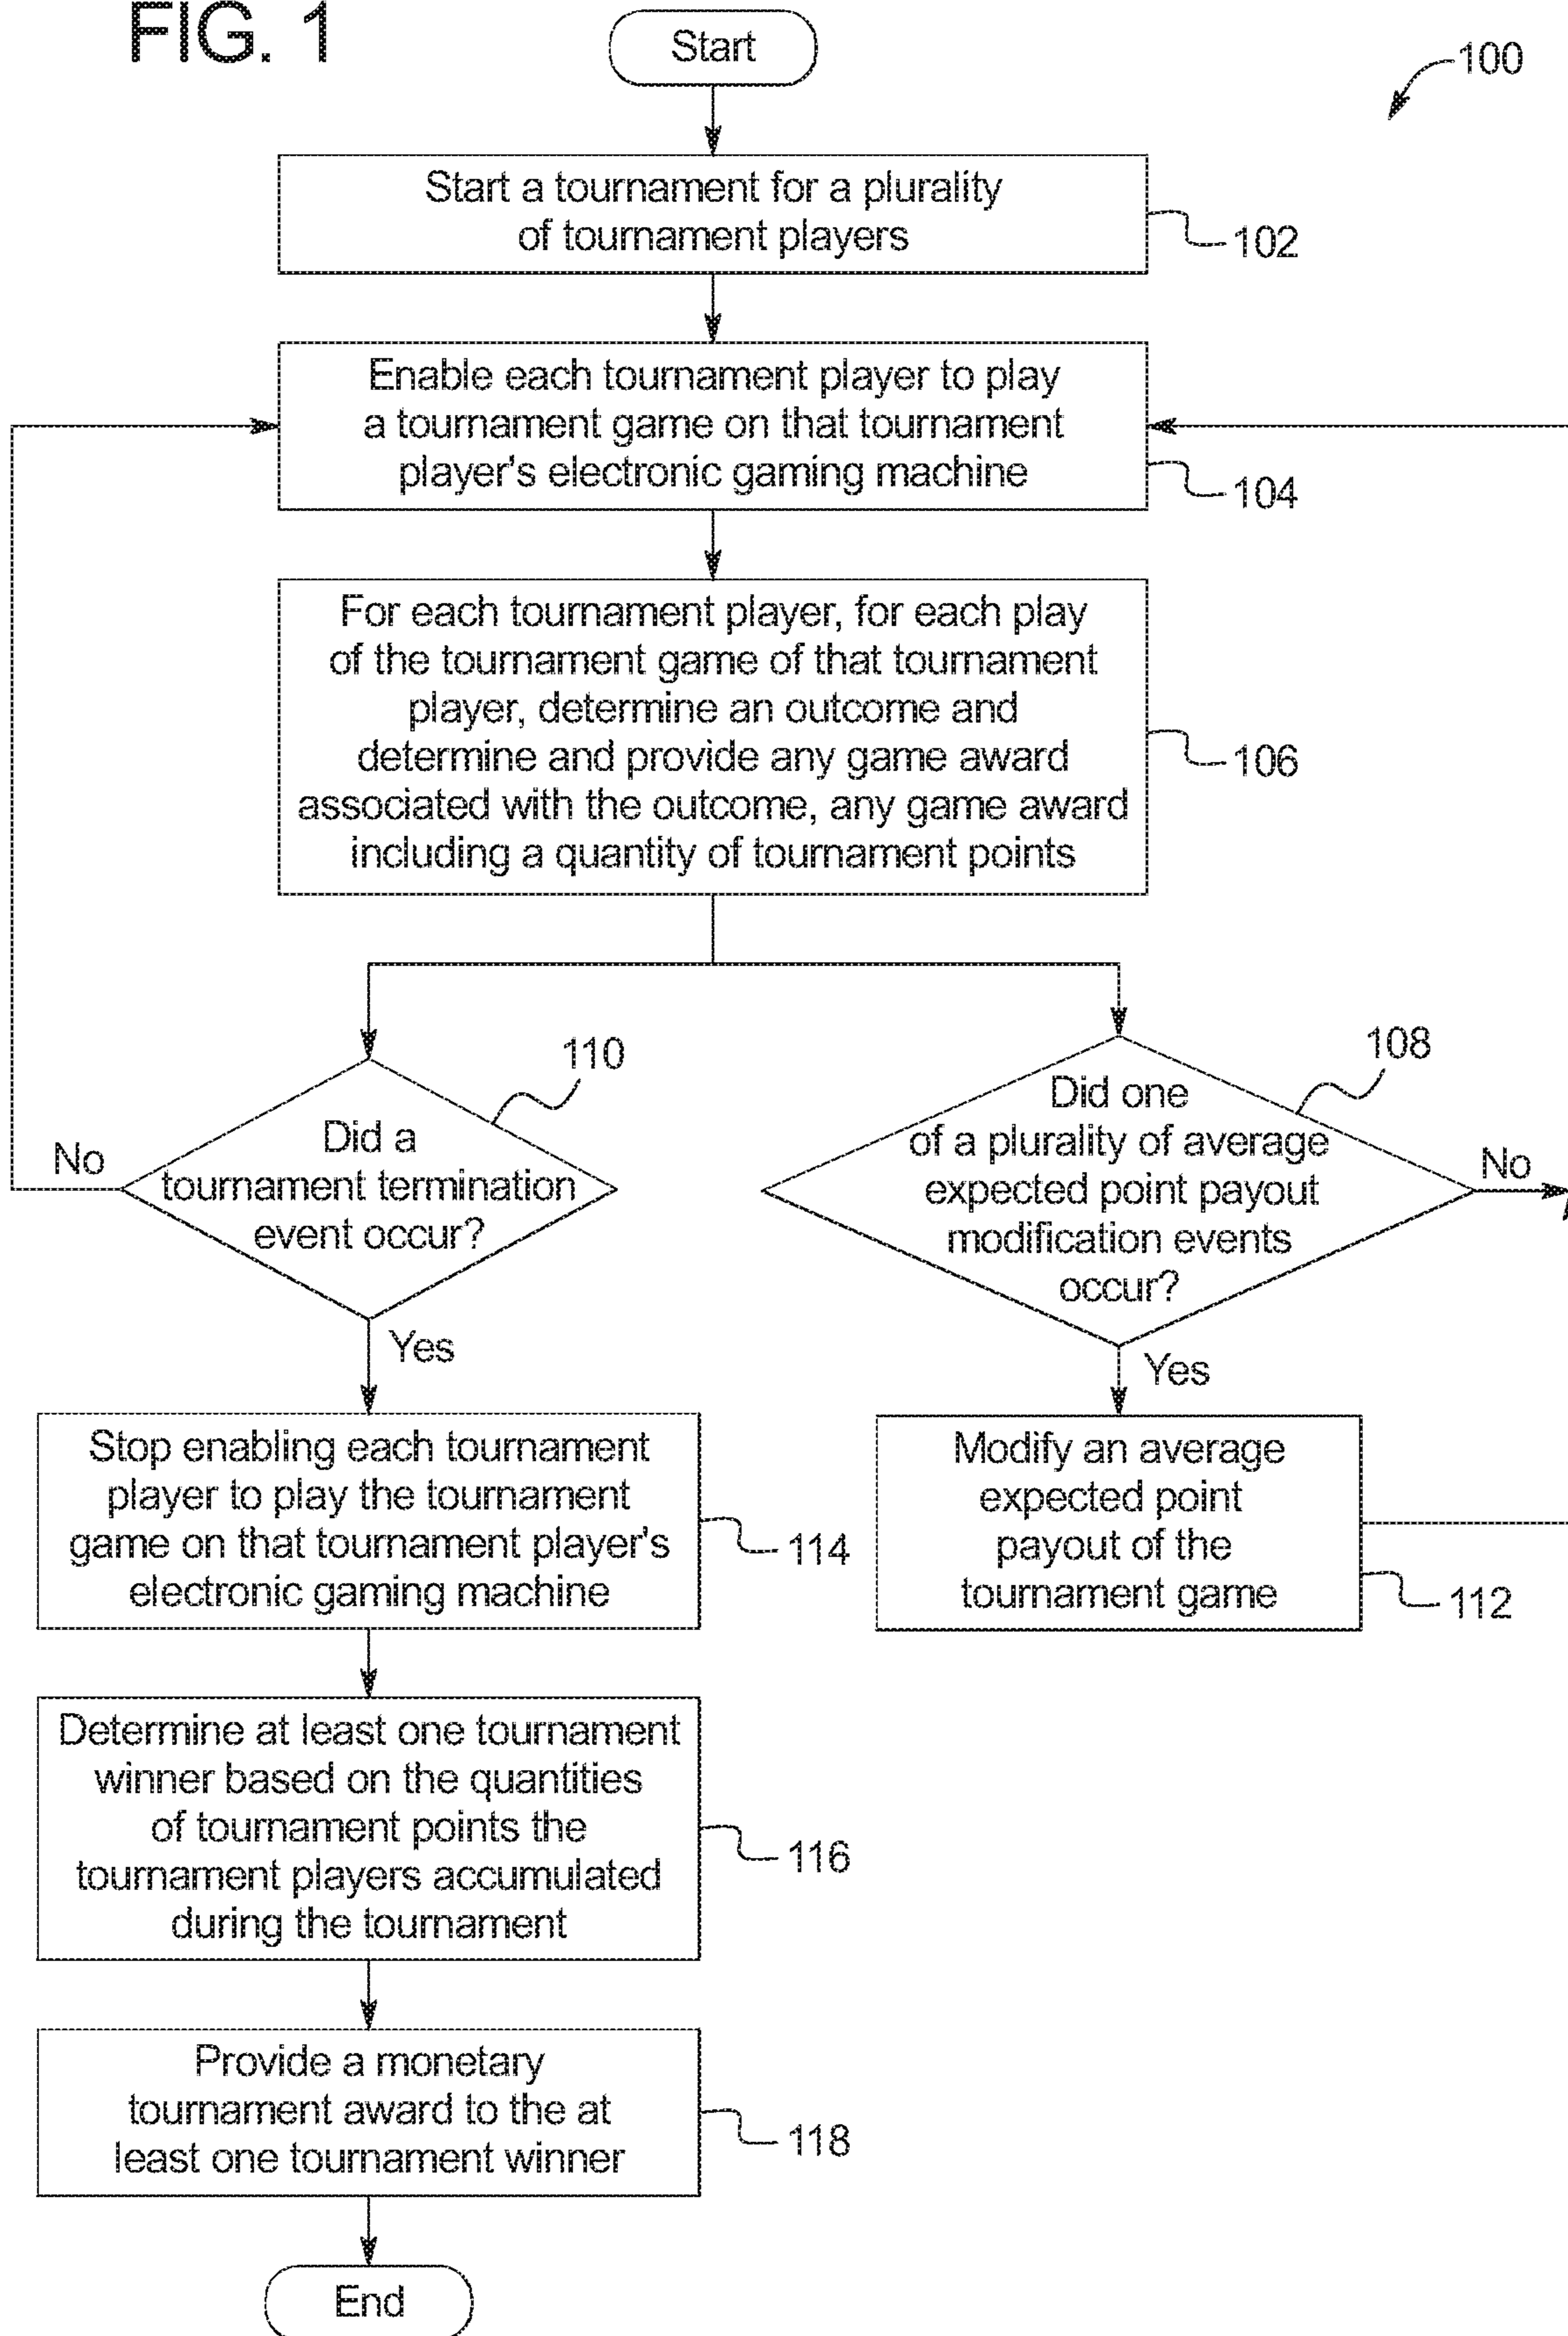 FIG. 1
Start
100
Start a tournament for a plurality
of tournament players
102
Enable each tournament player to play
a tournament game on that tournament
player's electronic gaming machine
104
For each tournament player, for each play
of the tournament game of that tournament
player, determine an outcome and
determine and provide any game award
associated with the outcome, any game award
including a quantity of tournament points
106
110
Did a
tournament termination
event occur?
No
Yes
108
Did one
of a plurality of average
expected point payout
modification events
occur?
No
Yes
Stop enabling each tournament
player to play the tournament
game on that tournament player's
electronic gaming machine
114
Modify an average
expected point
payout of the
tournament game
112
Determine at least one tournament
winner based on the quantities
of tournament points the
tournament players accumulated
during the tournament
116
Provide a monetary
tournament award to the at
least one tournament winner
118
End